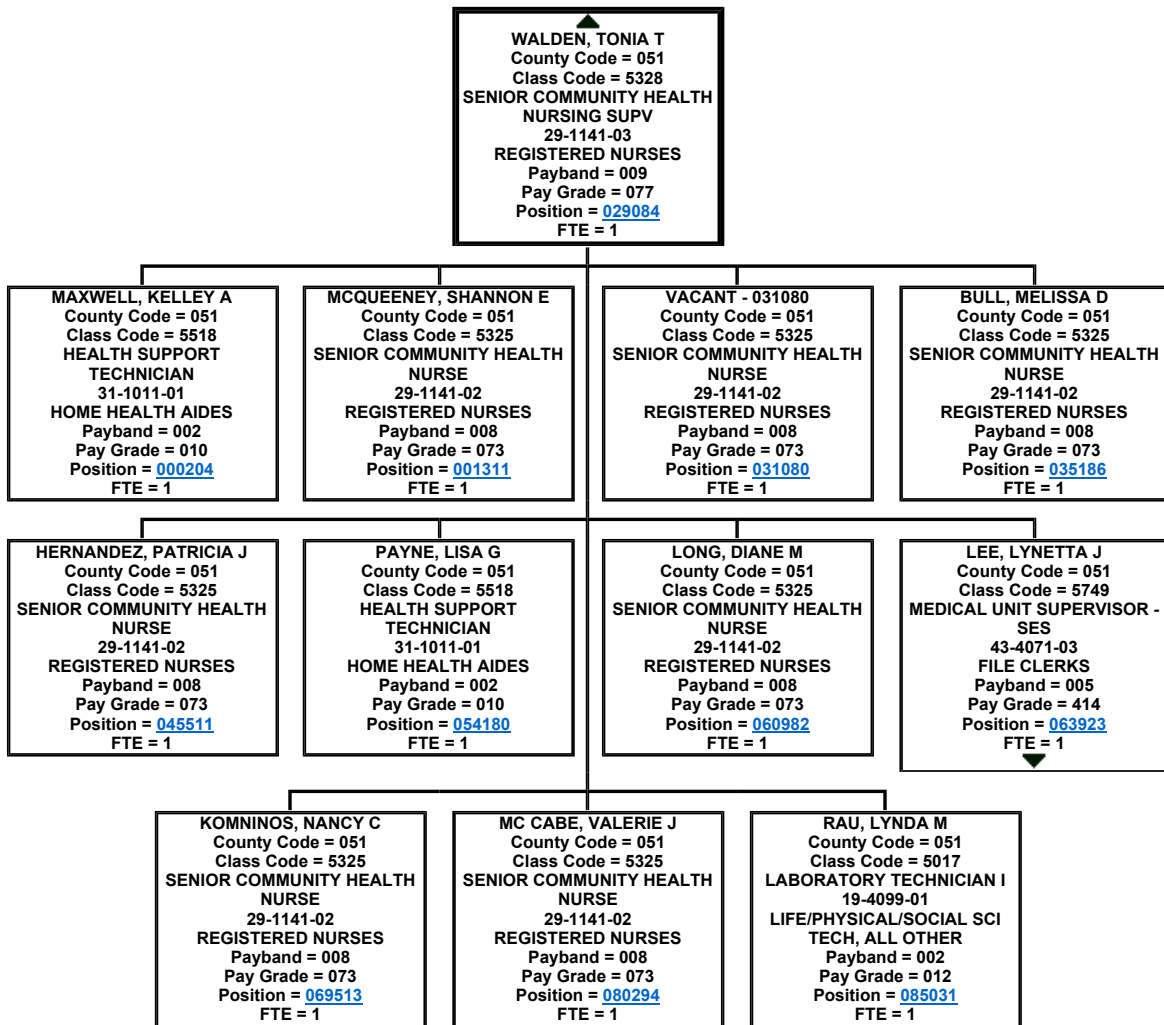 WALDEN, TONIA T
County Code = 051
Class Code = 5328
SENIOR COMMUNITY HEALTH
NURSING SUPV
29-1141-03
REGISTERED NURSES
Payband = 009
Pay Grade = 077
Position = 029084
FTE = 1
MAXWELL, KELLEY A
County Code = 051
Class Code = 5518
HEALTH SUPPORT
TECHNICIAN
31-1011-01
HOME HEALTH AIDES
Payband = 002
Pay Grade = 010
Position = 000204
FTE = 1
MCQUEENEY, SHANNON E
County Code = 051
Class Code = 5325
SENIOR COMMUNITY HEALTH
NURSE
29-1141-02
REGISTERED NURSES
Payband = 008
Pay Grade = 073
Position = 001311
FTE = 1
VACANT - 031080
County Code = 051
Class Code = 5325
SENIOR COMMUNITY HEALTH
NURSE
29-1141-02
REGISTERED NURSES
Payband = 008
Pay Grade = 073
Position = 031080
FTE = 1
BULL, MELISSA D
County Code = 051
Class Code = 5325
SENIOR COMMUNITY HEALTH
NURSE
29-1141-02
REGISTERED NURSES
Payband = 008
Pay Grade = 073
Position = 035186
FTE = 1
HERNANDEZ, PATRICIA J
County Code = 051
Class Code = 5325
SENIOR COMMUNITY HEALTH
NURSE
29-1141-02
REGISTERED NURSES
Payband = 008
Pay Grade = 073
Position = 045511
FTE = 1
PAYNE, LISA G
County Code = 051
Class Code = 5518
HEALTH SUPPORT
TECHNICIAN
31-1011-01
HOME HEALTH AIDES
Payband = 002
Pay Grade = 010
Position = 054180
FTE = 1
LONG, DIANE M
County Code = 051
Class Code = 5325
SENIOR COMMUNITY HEALTH
NURSE
29-1141-02
REGISTERED NURSES
Payband = 008
Pay Grade = 073
Position = 060982
FTE = 1
LEE, LYNETTA J
County Code = 051
Class Code = 5749
MEDICAL UNIT SUPERVISOR -
SES
43-4071-03
FILE CLERKS
Payband = 005
Pay Grade = 414
Position = 063923
FTE = 1
KOMNINOS, NANCY C
County Code = 051
Class Code = 5325
SENIOR COMMUNITY HEALTH
NURSE
29-1141-02
REGISTERED NURSES
Payband = 008
Pay Grade = 073
Position = 069513
FTE = 1
MC CABE, VALERIE J
County Code = 051
Class Code = 5325
SENIOR COMMUNITY HEALTH
NURSE
29-1141-02
REGISTERED NURSES
Payband = 008
Pay Grade = 073
Position = 080294
FTE = 1
RAU, LYNDA M
County Code = 051
Class Code = 5017
LABORATORY TECHNICIAN I
19-4099-01
LIFE/PHYSICAL/SOCIAL SCI
TECH, ALL OTHER
Payband = 002
Pay Grade = 012
Position = 085031
FTE = 1